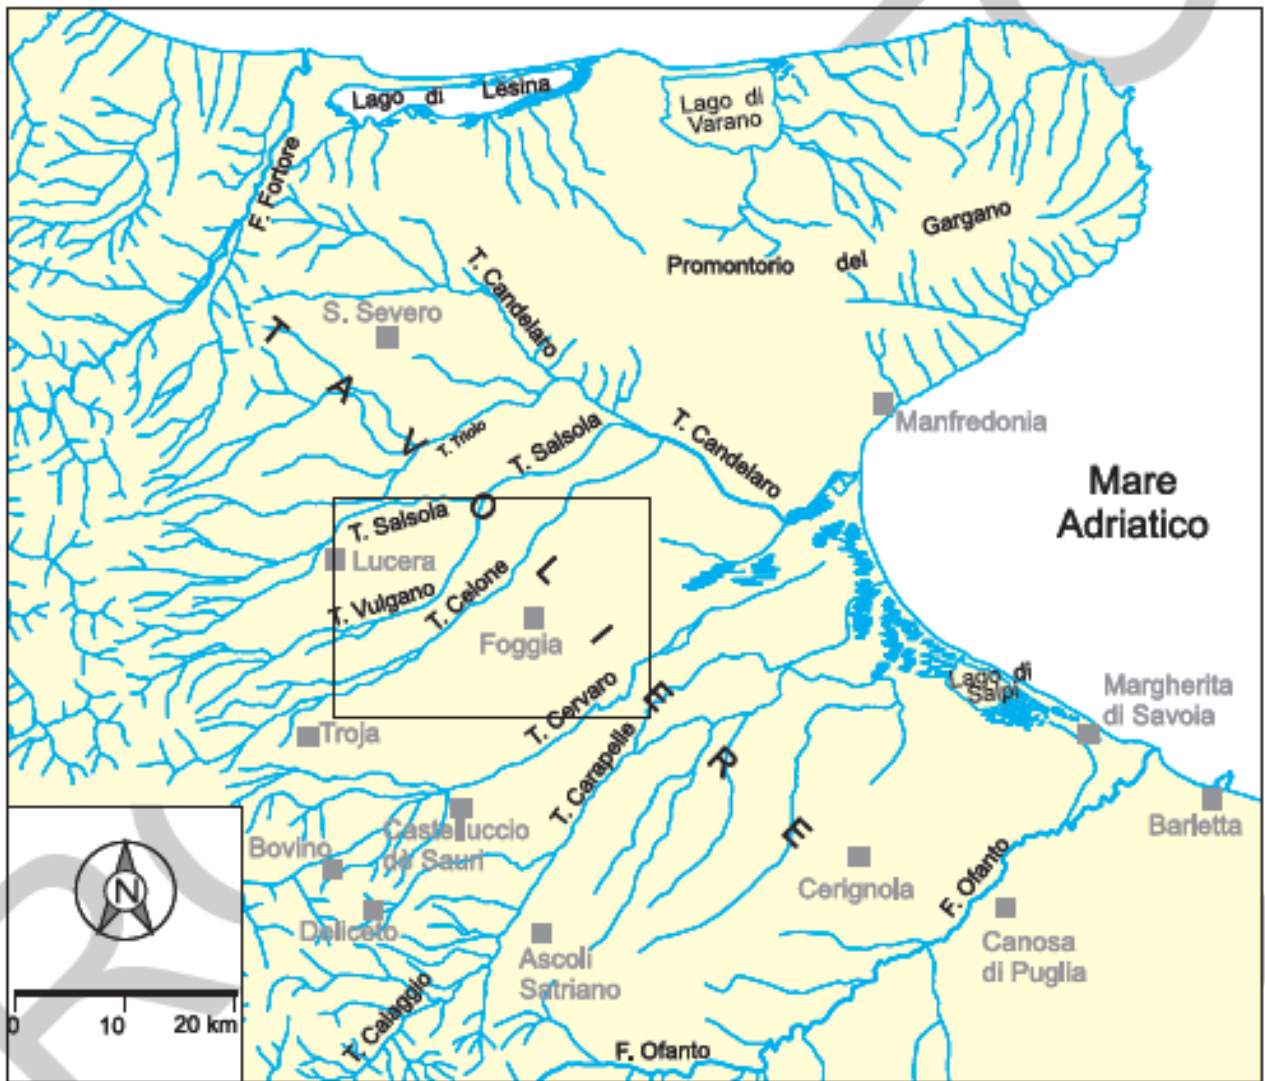 Lago di Lesina
Lago di
Varano
F. Fortore
Gargano
Promontorio del
T. Candelaro
S. Severo
T
A
V
O
L
I
E
R
E
Manfredonia
T. Triolo
T. Salsola
T. Candelaro
Mare
Adriatico
T. Salsola
Lucera
T. Vulgano
T. Celone
Foggia
Lago di
Salpi
Margherita
di Savoia
T. Cervaro
Troja
T. Carapelle
Barletta
Castelluccio
de Sauri
Bovino
Cerignola
F. Ofanto
N
Deliceto
Ascoli
Satriano
Canosa
di Puglia
T. Calaggio
0 10 20 km
F. Ofanto